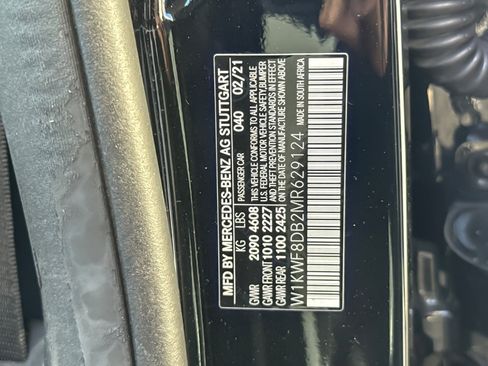 MFD BY MERCEDES-BENZ AG STUTTGART
KG LBS PASSENGER CAR 040 02/21
GVWR 2090 4608 THIS VEHICLE CONFORMS TO ALL APPLICABLE
GAWR FRONT 1010 2227 U.S. FEDERAL MOTOR VEHICLE SAFETY, BUMPER
GAWR REAR 1100 2425 AND THEFT PREVENTION STANDARDS IN EFFECT
ON THE DATE OF MANUFACTURE SHOWN ABOVE
W1KWF8DB2MR629124 MADE IN SOUTH AFRICA